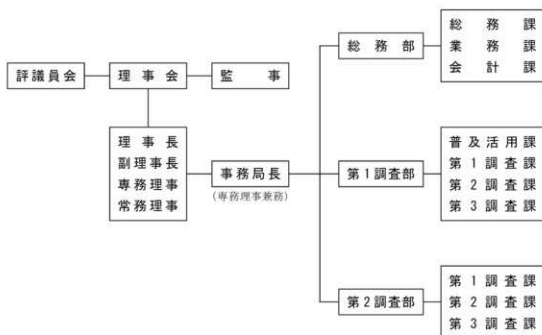 総務課
業務課
会計課
総務部
評議員会
理事会
監事
理事長
副理事長
専務理事
常務理事
事務局長
(専務理事兼務)
第1調査部
普及活用課
第1調査課
第2調査課
第3調査課
第2調査部
第1調査課
第2調査課
第3調査課